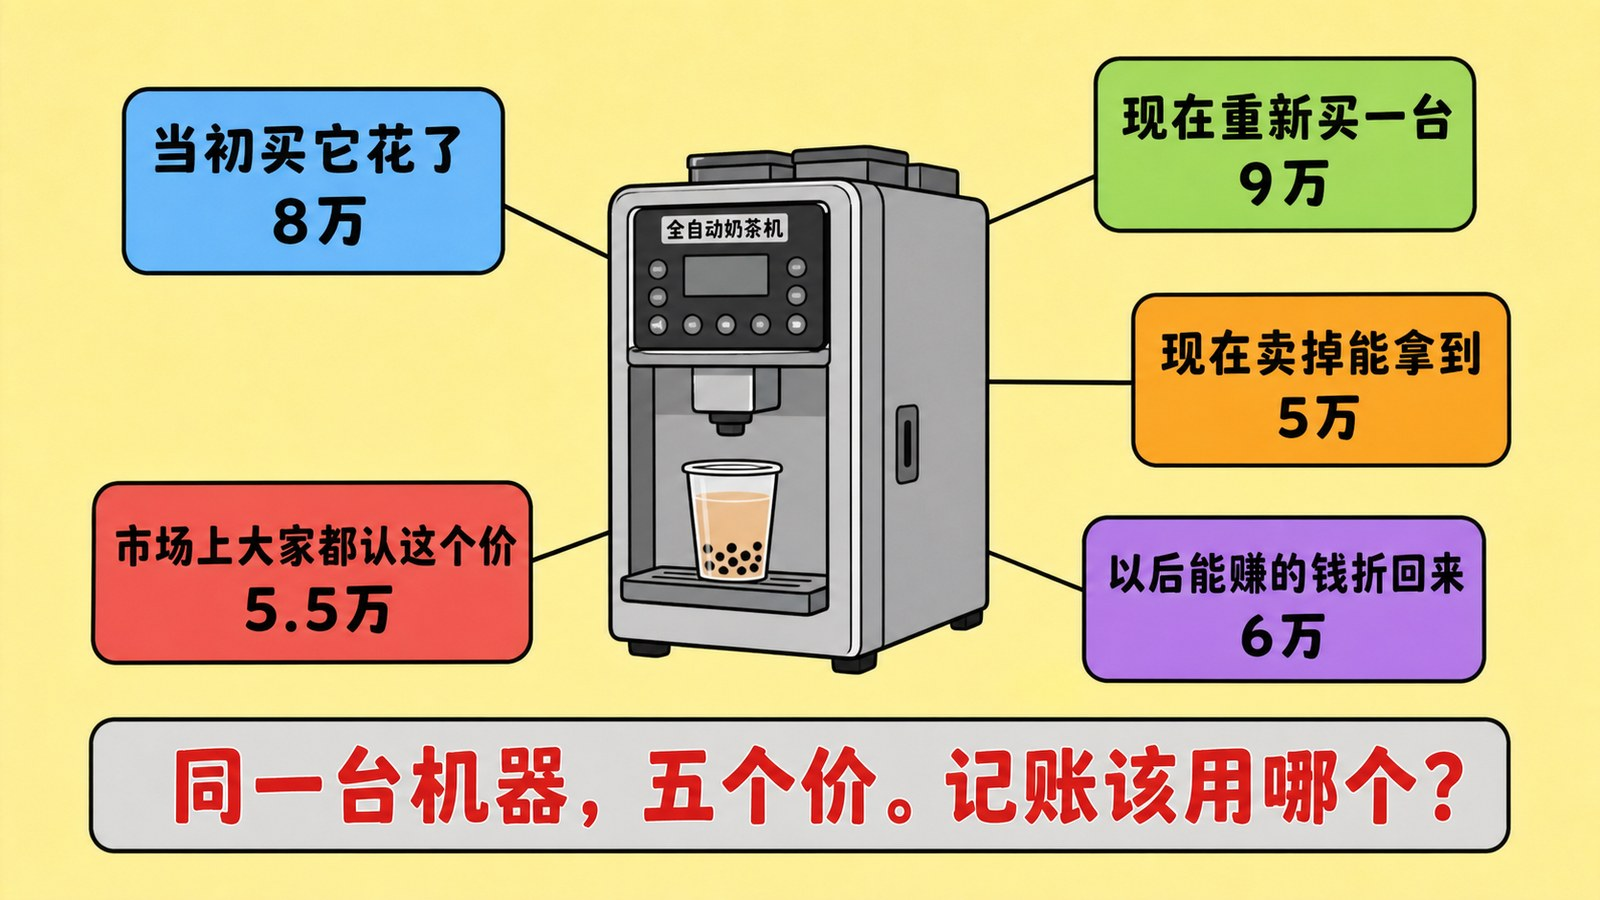 当初买它花了
8万
现在重新买一台
9万
全自动奶茶机
现在卖掉能拿到
5万
市场上大家都认这个价
5.5万
以后能赚的钱折回来
6万
同一台机器，五个价。记账该用哪个？